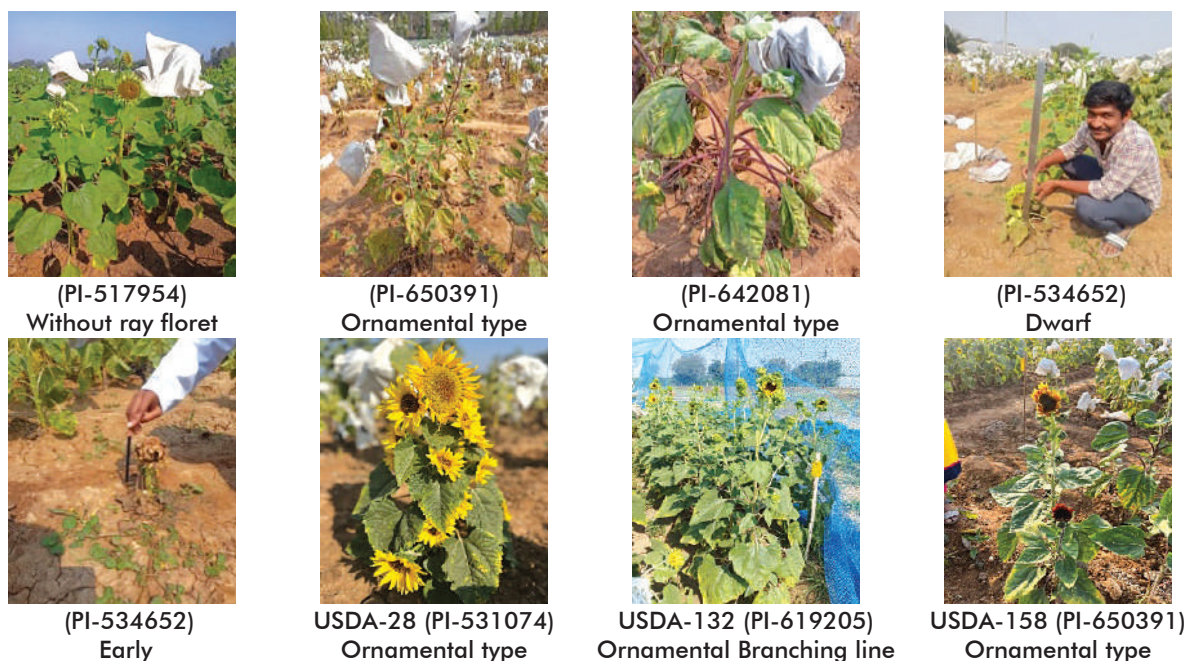 (PI-517954)
Without ray floret
(PI-650391)
Ornamental type
(PI-642081)
Ornamental type
(PI-534652)
Dwarf
(PI-534652)
Early
USDA-28 (PI-531074)
Ornamental type
USDA-132 (PI-619205)
Ornamental Branching line
USDA-158 (PI-650391)
Ornamental type